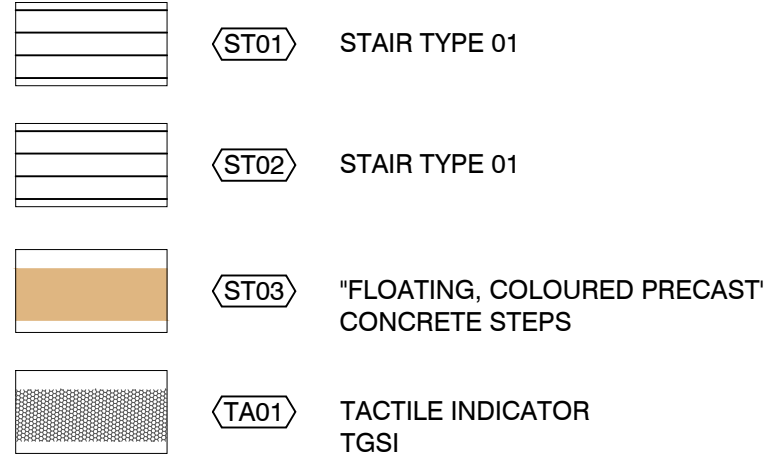 ST01 STAIR TYPE 01
ST02 STAIR TYPE 01
ST03 "FLOATING, COLOURED PRECAST'
CONCRETE STEPS
TA01 TACTILE INDICATOR
TGSI